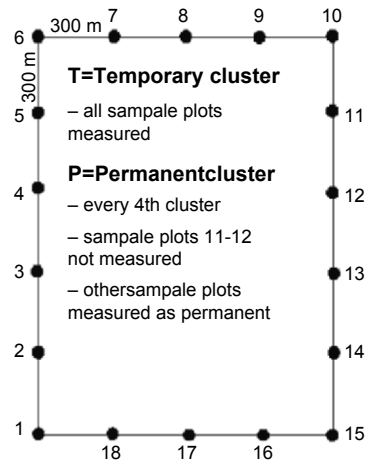 6 300 m 7 8 9 10
300 m
T=Temporary cluster
– all sampale plots
measured
5
11
P=Permanentcluster
– every 4th cluster
– sampale plots 11-12
not measured
– othersampale plots
measured as permanent
4
12
3
13
2
14
1
15
18 17 16